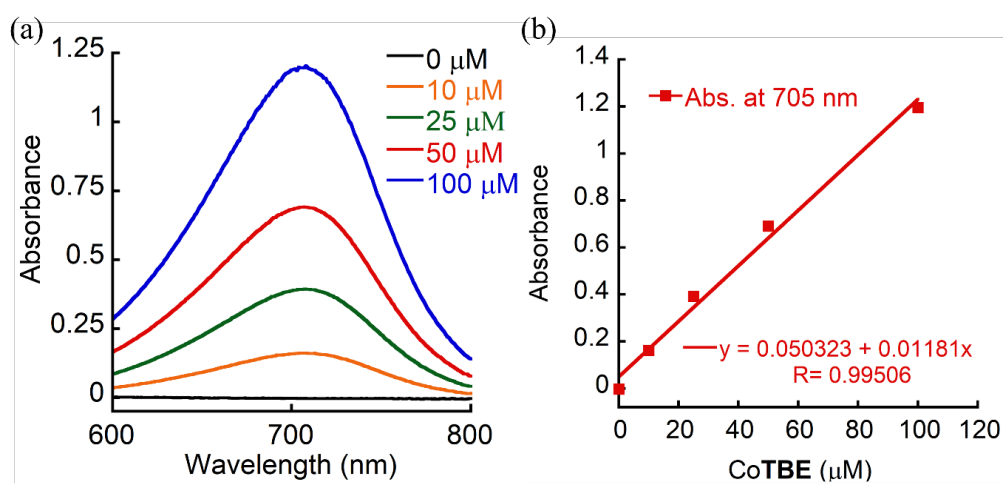 (a)
1.25
1
0.75
0.25
0
Absorbance
0 μM
10 μM
25 μM
50 μM
100 μM
600
700
800
Wavelength (nm)
(b)
1.4
1.2
1
0.8
0.6
0.4
0.2
0
Absorbance
Abs. at 705 nm
y = 0.050323 + 0.01181x
R= 0.99506
0
20
40
60
80
100
120
CoTBE (μM)